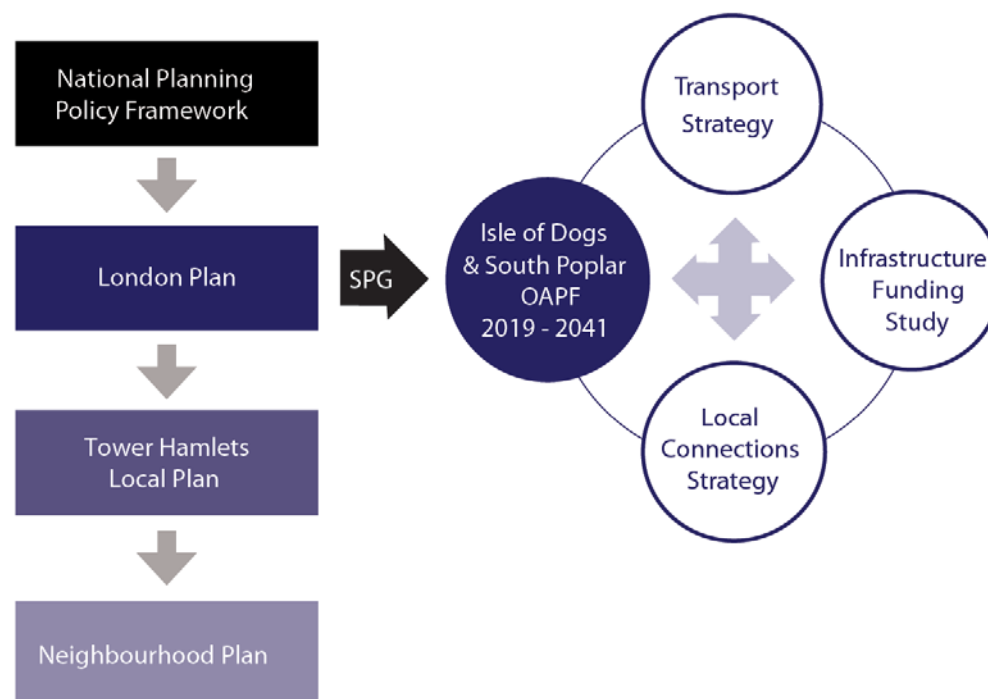 National Planning
Policy Framework
London Plan
Tower Hamlets
Local Plan
Neighbourhood Plan
SPG
Isle of Dogs
& South Poplar
OAPF
2019 - 2041
Transport
Strategy
Infrastructure
Funding
Study
Local
Connections
Strategy